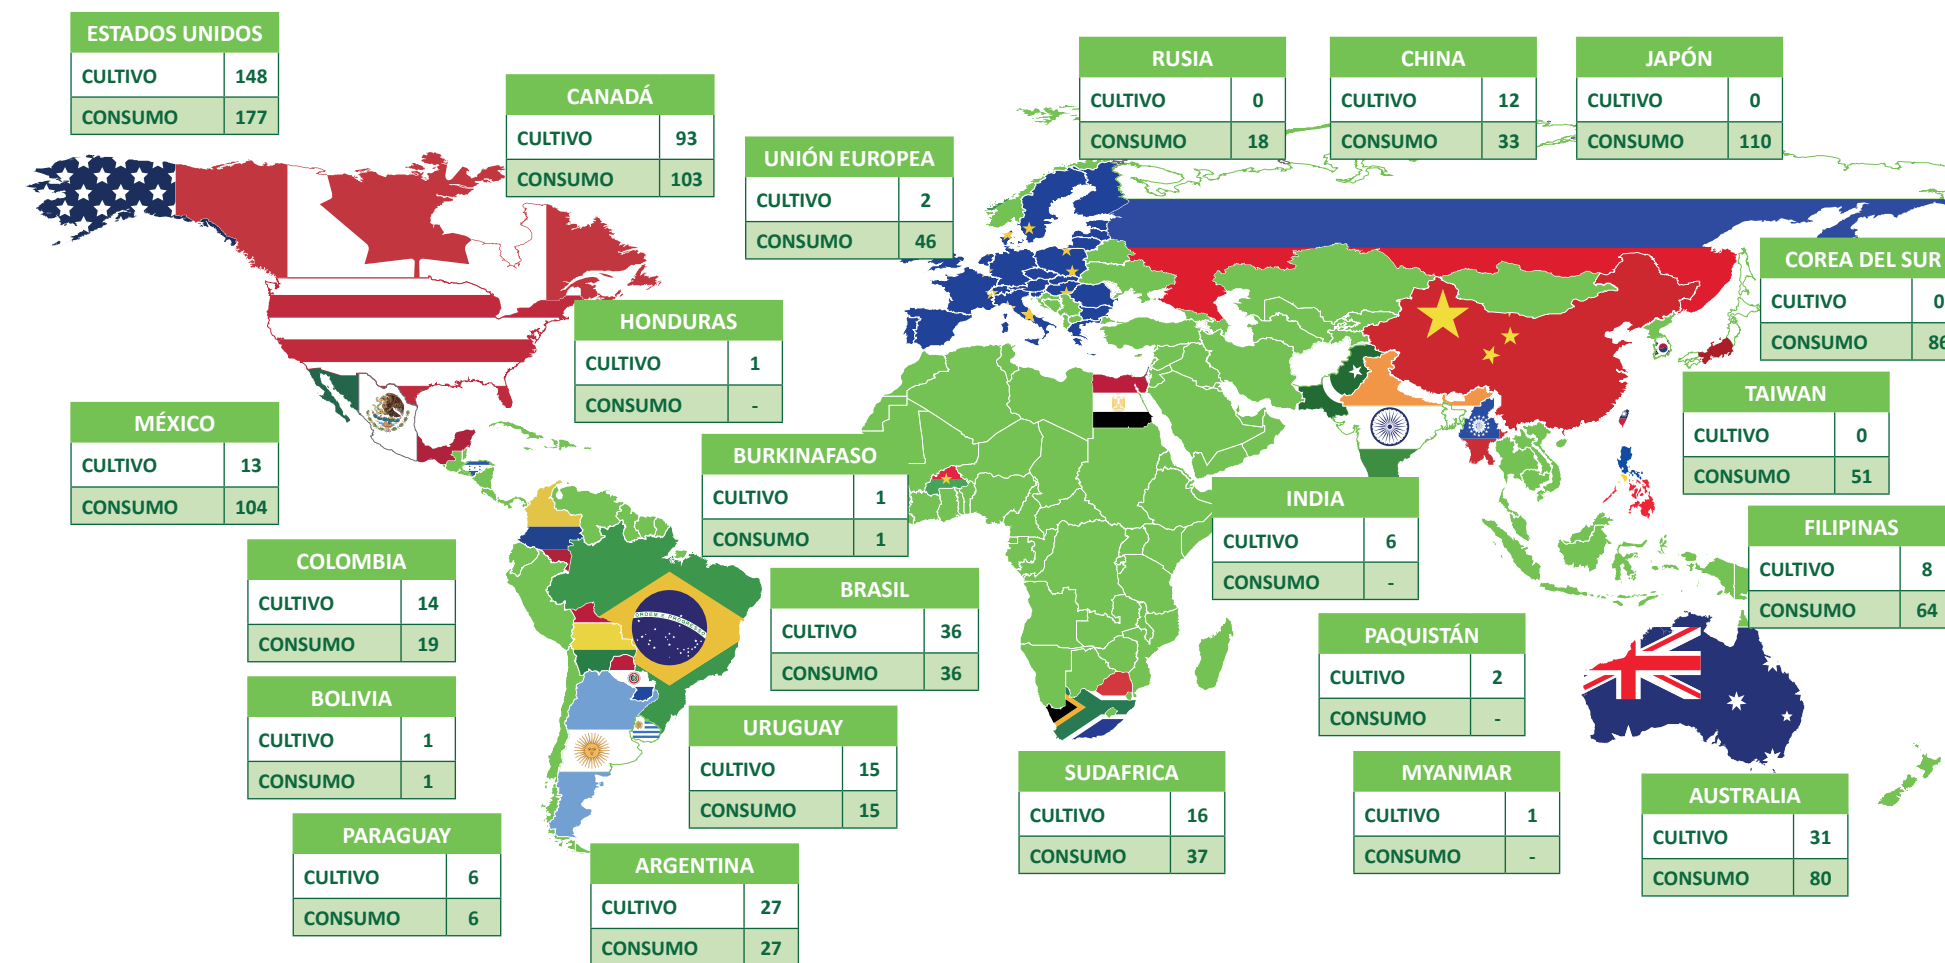 ESTADOS UNIDOS
CULTIVO 148
CONSUMO 177
CANADÁ
CULTIVO 93
CONSUMO 103
UNIÓN EUROPEA
CULTIVO 2
CONSUMO 46
RUSIA
CULTIVO 0
CONSUMO 18
CHINA
CULTIVO 12
CONSUMO 33
JAPÓN
CULTIVO 0
CONSUMO 110
COREA DEL SUR
CULTIVO 0
CONSUMO 86
HONDURAS
CULTIVO 1
CONSUMO -
TAIWAN
CULTIVO 0
CONSUMO 51
MÉXICO
CULTIVO 13
CONSUMO 104
BURKINAFASO
CULTIVO 1
CONSUMO 1
INDIA
CULTIVO 6
CONSUMO -
FILIPINAS
CULTIVO 8
CONSUMO 64
COLOMBIA
CULTIVO 14
CONSUMO 19
BRASIL
CULTIVO 36
CONSUMO 36
ORDEM E PROGRESSO
PAQUISTÁN
CULTIVO 2
CONSUMO -
BOLIVIA
CULTIVO 1
CONSUMO 1
URUGUAY
CULTIVO 15
CONSUMO 15
SUDAFRICA
CULTIVO 16
CONSUMO 37
MYANMAR
CULTIVO 1
CONSUMO -
AUSTRALIA
CULTIVO 31
CONSUMO 80
PARAGUAY
CULTIVO 6
CONSUMO 6
ARGENTINA
CULTIVO 27
CONSUMO 27